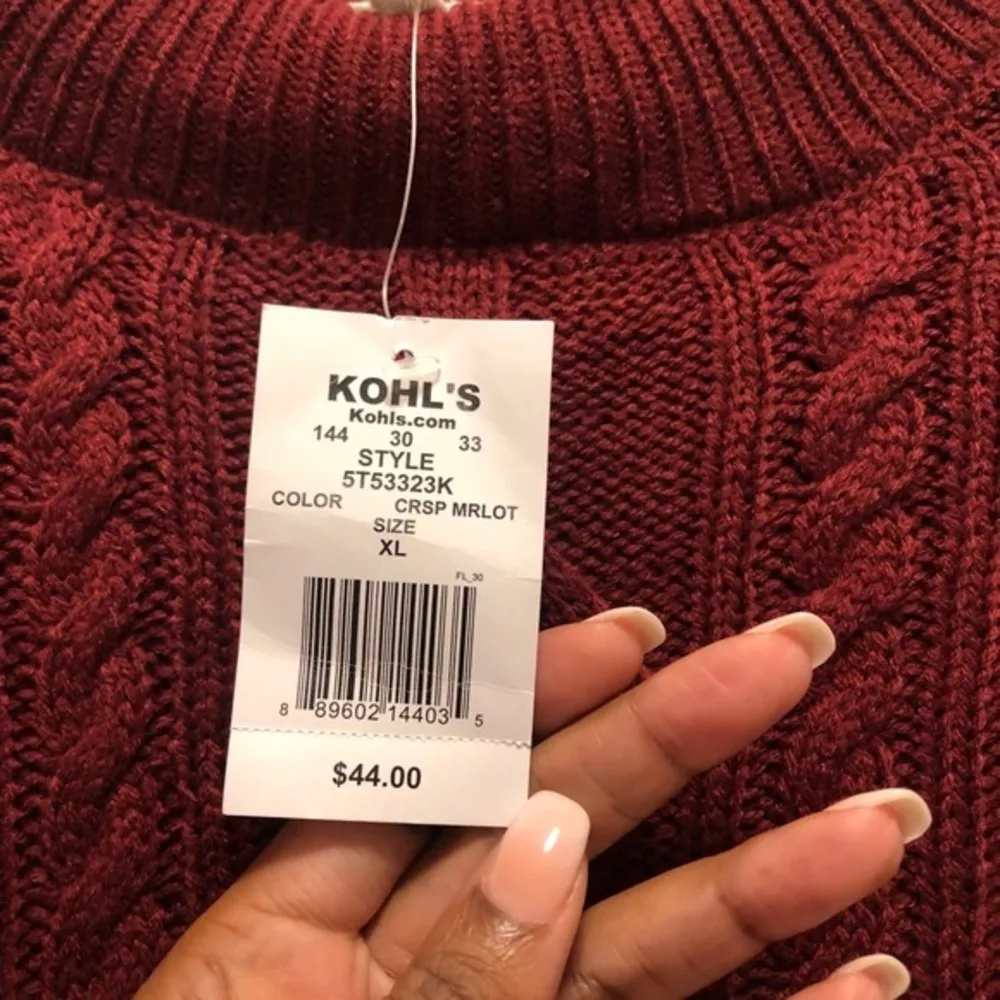 KOHL'S
Kohls.com
144 30 33
STYLE
5T53323K
COLOR CRSP MRLOT
SIZE
XL
FL_30
8 89602 14403 5
$44.00